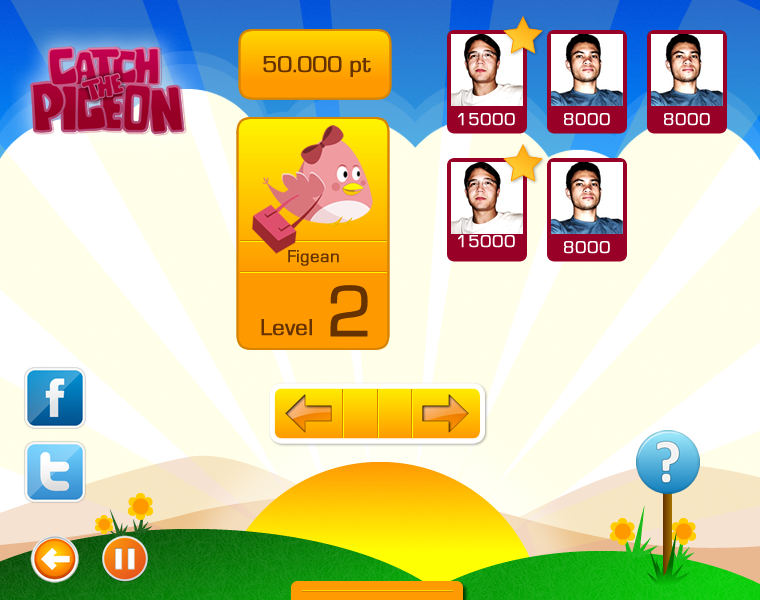 CATCH
THE
PIGEON
50.000 pt
15000
8000
8000
Figean
Level 2
15000
8000
f
t
?